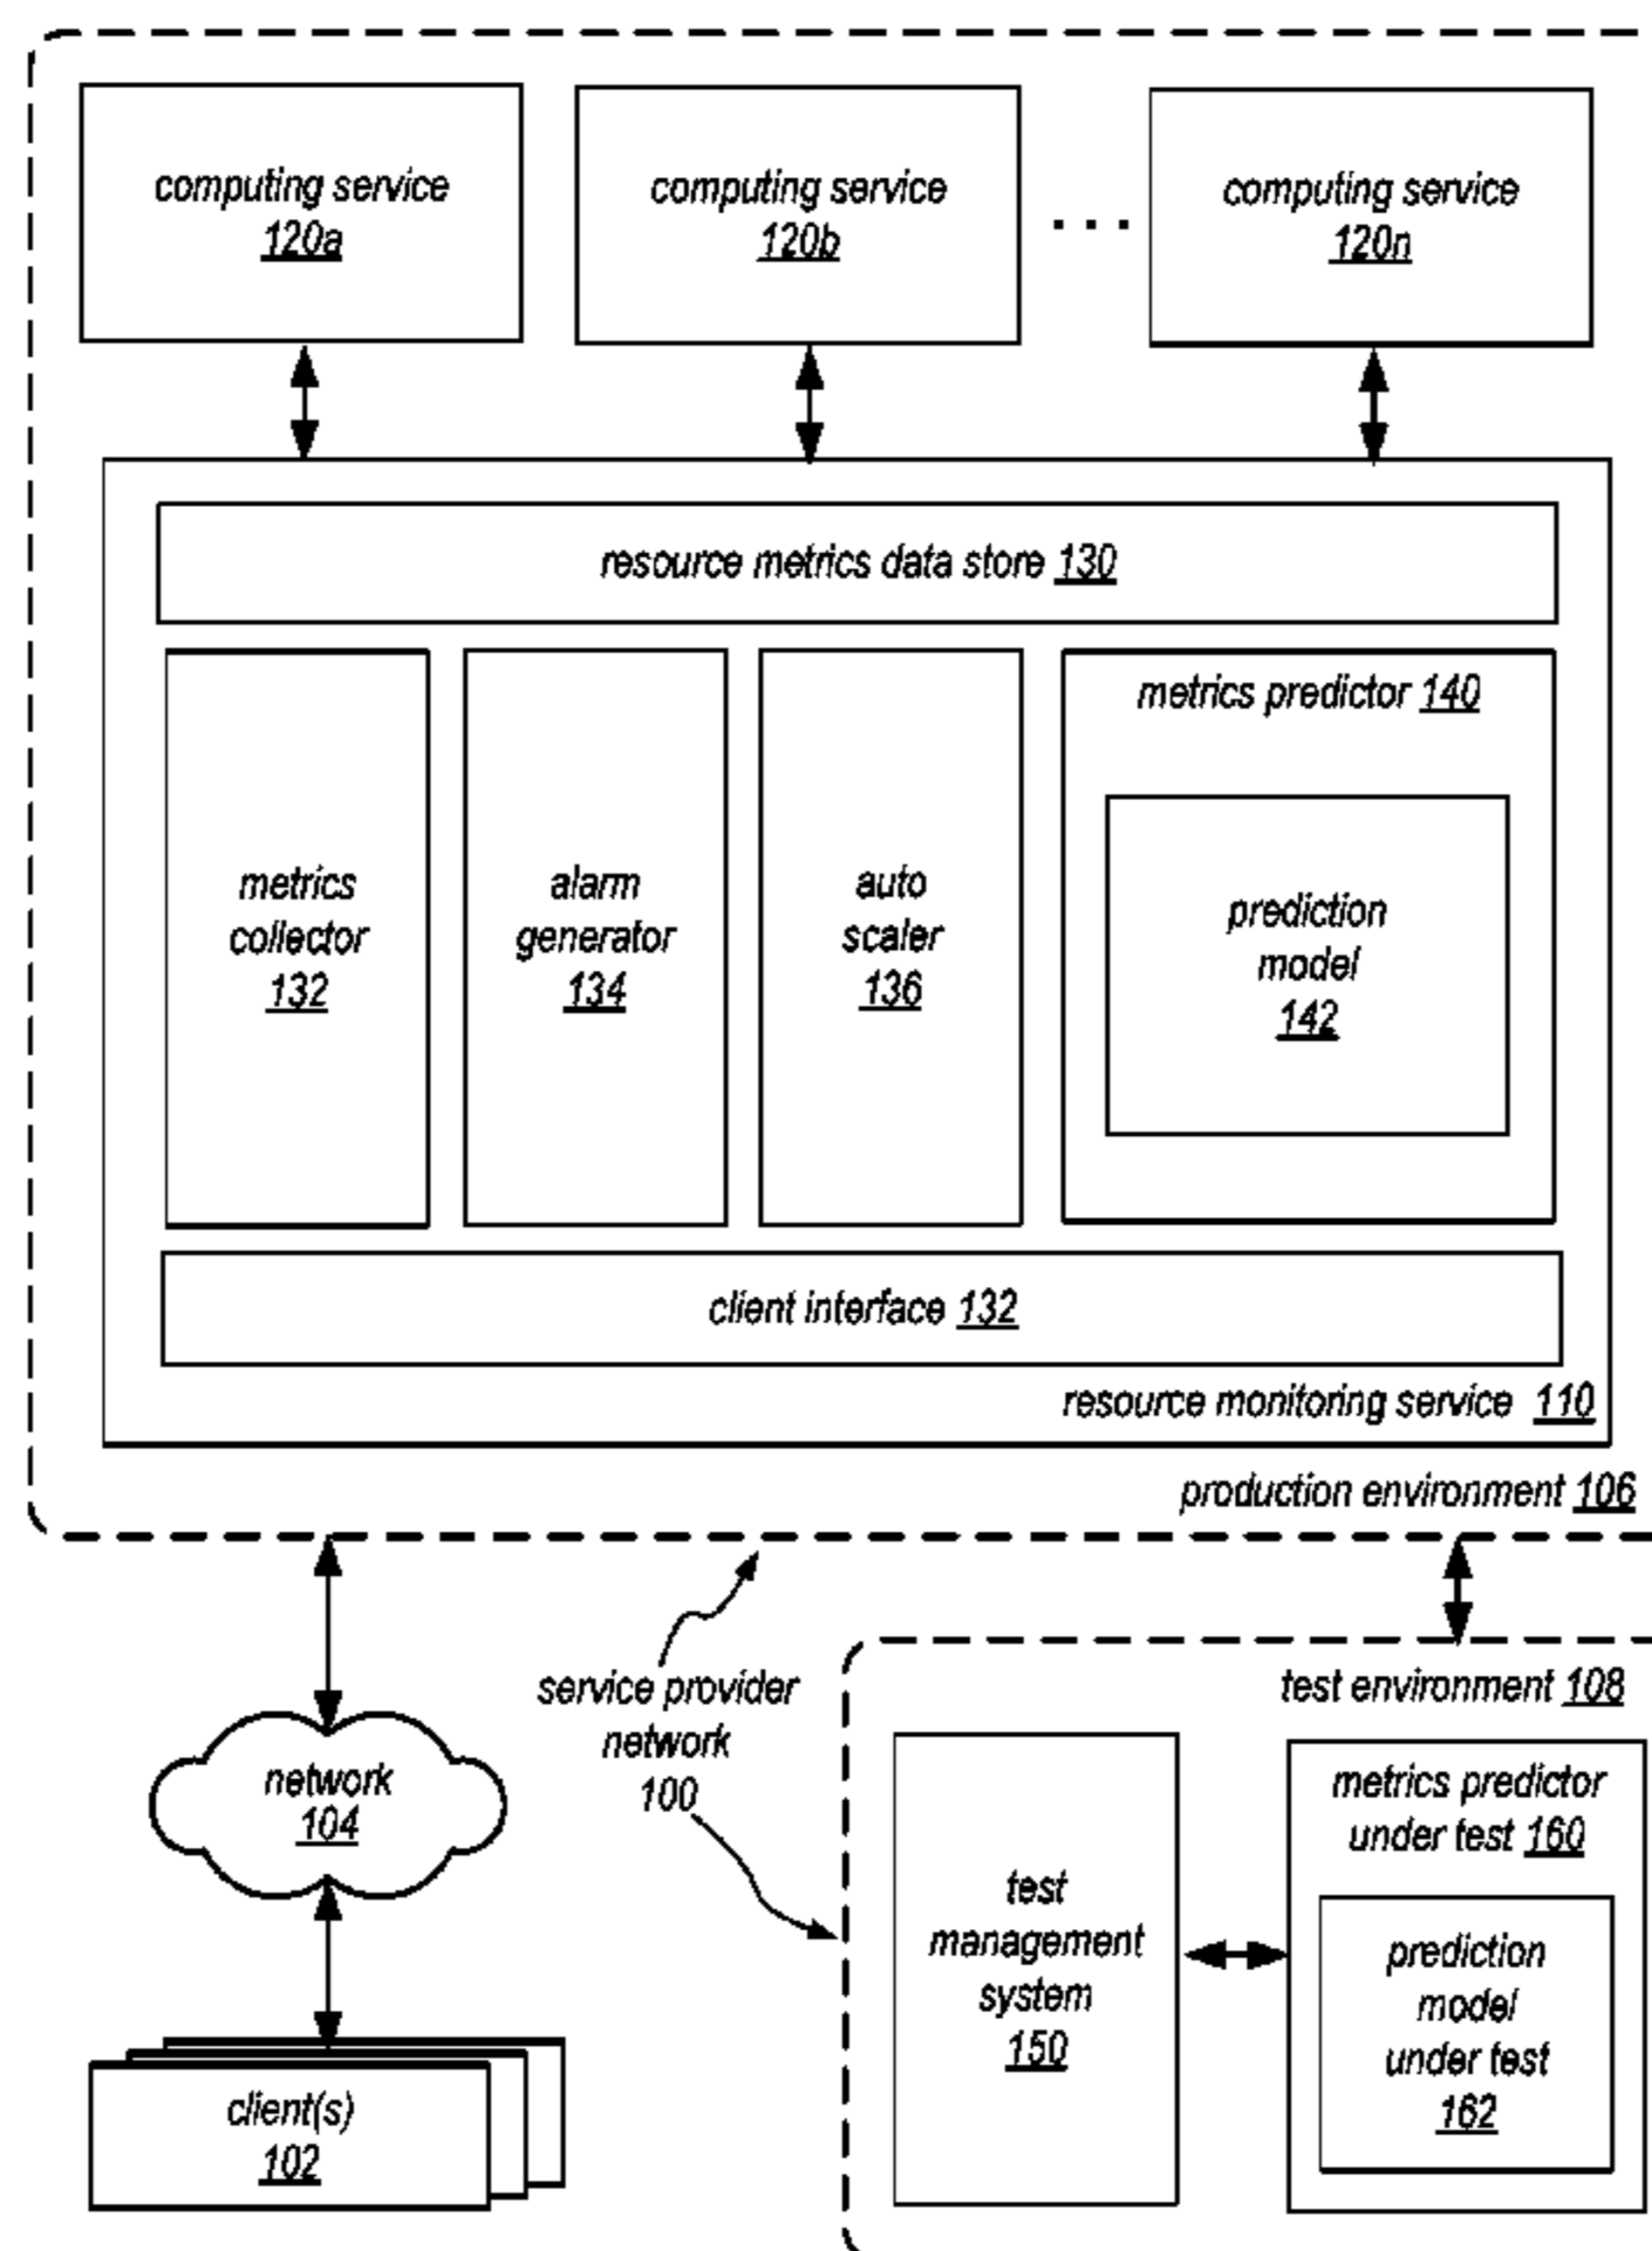 computing service
120a
computing service
120b
. . .
computing service
120n
resource metrics data store 130
metrics
collector
132
alarm
generator
134
auto
scaler
136
metrics predictor 140
prediction
model
142
client interface 132
resource monitoring service 110
production environment 106
service provider
network
100
network
104
client(s)
102
test environment 108
test
management
system
150
metrics predictor
under test 160
prediction
model
under test
162